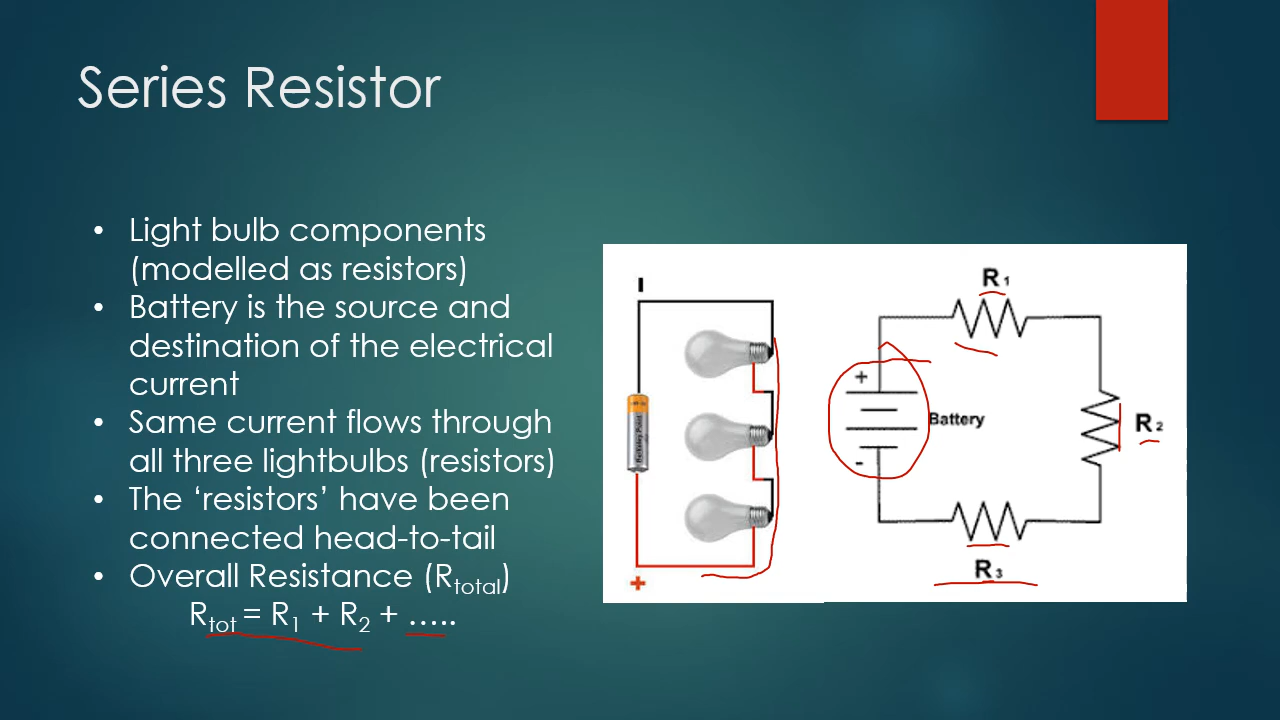 Series Resistor
• Light bulb components
(modelled as resistors)
• Battery is the source and
destination of the electrical
current
• Same current flows through
all three lightbulbs (resistors)
• The ‘resistors’ have been
connected head-to-tail
• Overall Resistance (Rtotal)
Rtot = R1 + R2 + …..
R1
+
Battery
R2
-
R3
+